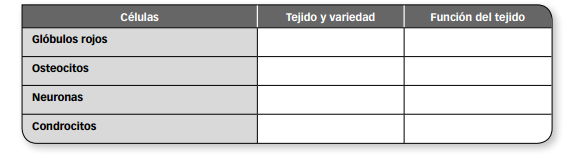 Células Tejido y variedad Función del tejido
Glóbulos rojos
Osteocitos
Neuronas
Condrocitos